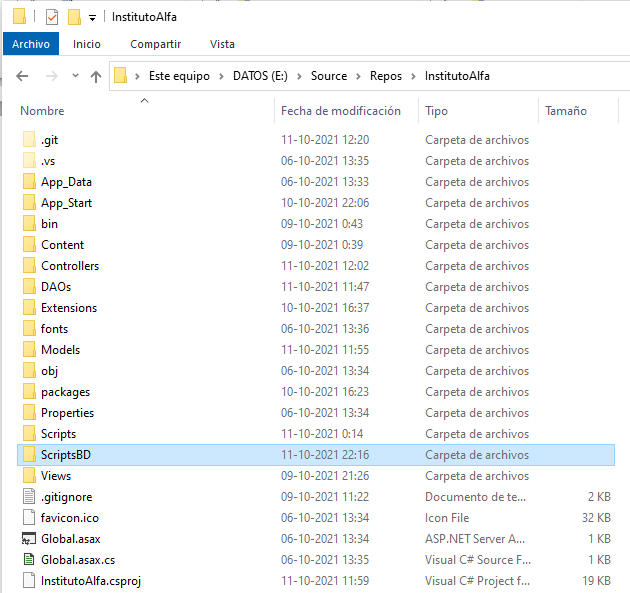 InstitutoAlfa
Archivo Inicio Compartir Vista
Este equipo DATOS (E:) Source Repos InstitutoAlfa
Nombre Fecha de modificación Tipo Tamaño
.git 11-10-2021 12:20 Carpeta de archivos
.vs 06-10-2021 13:35 Carpeta de archivos
App_Data 06-10-2021 13:33 Carpeta de archivos
App_Start 10-10-2021 22:06 Carpeta de archivos
bin 09-10-2021 0:43 Carpeta de archivos
Content 09-10-2021 0:39 Carpeta de archivos
Controllers 11-10-2021 12:02 Carpeta de archivos
DAOs 11-10-2021 11:47 Carpeta de archivos
Extensions 10-10-2021 16:37 Carpeta de archivos
fonts 06-10-2021 13:36 Carpeta de archivos
Models 11-10-2021 11:55 Carpeta de archivos
obj 06-10-2021 13:34 Carpeta de archivos
packages 10-10-2021 16:23 Carpeta de archivos
Properties 06-10-2021 13:34 Carpeta de archivos
Scripts 11-10-2021 0:14 Carpeta de archivos
ScriptsBD 11-10-2021 22:16 Carpeta de archivos
Views 09-10-2021 21:26 Carpeta de archivos
.gitignore 09-10-2021 11:22 Documento de te... 2 KB
favicon.ico 06-10-2021 13:34 Icon File 32 KB
Global.asax 06-10-2021 13:34 ASP.NET Server A... 1 KB
Global.asax.cs 06-10-2021 13:35 Visual C# Source F... 1 KB
InstitutoAlfa.csproj 11-10-2021 11:59 Visual C# Project f... 19 KB